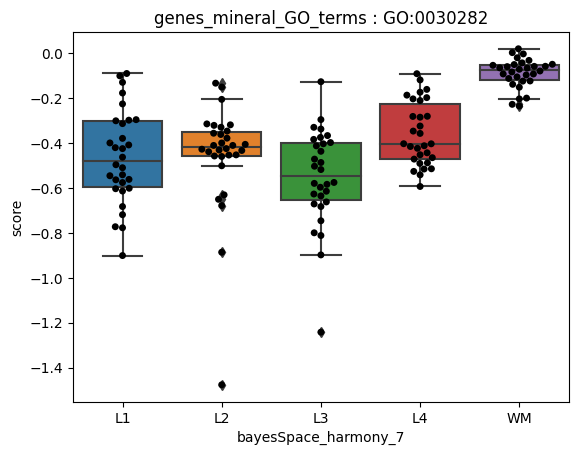 genes_mineral_GO_terms : GO:0030282
0.0
−0.2
−0.4
−0.6
−0.8
−1.0
−1.2
−1.4
score
L1 L2 L3 L4 WM
bayesSpace_harmony_7